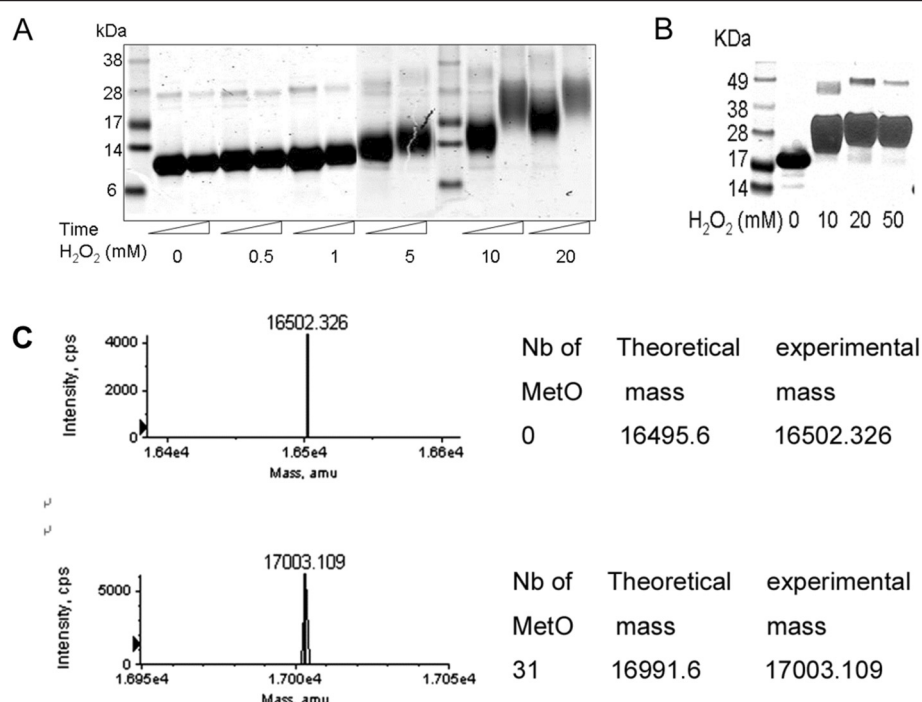 A
kDa
38
28
17
14
6
Time
H₂O₂ (mM)
0 0.5 1 5 10 20
B
KDa
49
38
28
17
14
H₂O₂ (mM) 0 10 20 50
C
16502.326
Intensity, cps
4000
2000
0
1.64e4 1.65e4 1.66e4
Mass, amu
Nb of Theoretical experimental
MetO mass mass
0 16495.6 16502.326
17003.109
Intensity, cps
5000
0
1.695e4 1.700e4 1.705e4
Mass, amu
Nb of Theoretical experimental
MetO mass mass
31 16991.6 17003.109